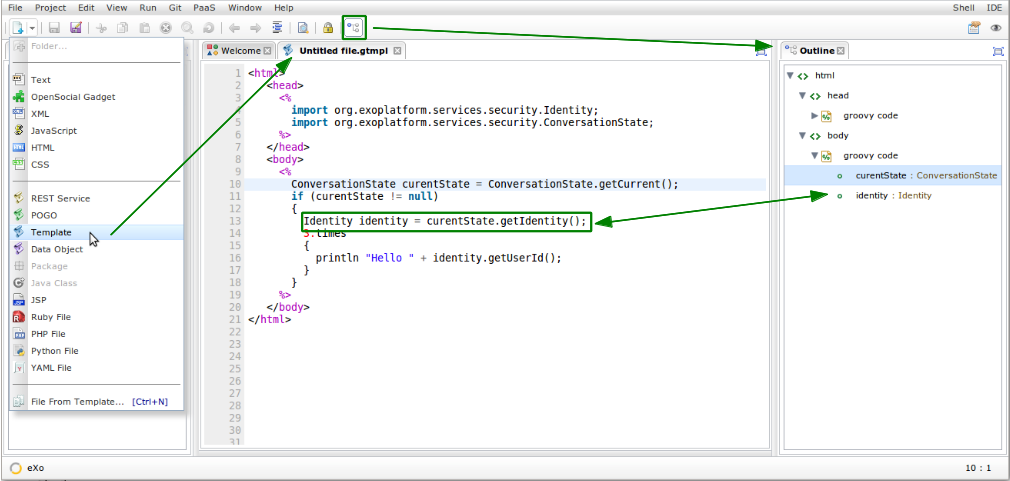 File Project Edit View Run Git PaaS Window Help Shell IDE
Folder...
Text
OpenSocial Gadget
XML
JavaScript
HTML
CSS
REST Service
POGO
Template
Data Object
Package
Java Class
JSP
Ruby File
PHP File
Python File
YAML File
File From Template... [Ctrl+N]
Welcome Untitled file.gtmpl
1 <html>
2 <head>
3 <%
4 import org.exoplatform.services.security.Identity;
5 import org.exoplatform.services.security.ConversationState;
6 %>
7 </head>
8 <body>
9 <%
10 ConversationState curentState = ConversationState.getCurrent();
11 if (curentState != null)
12 {
13 Identity identity = curentState.getIdentity();
14 3.times
15 {
16 println "Hello " + identity.getUserId();
17 }
18 }
19 %>
20 </body>
21 </html>
22
23
24
25
26
27
28
29
30
31
Outline
html
head
groovy code
body
groovy code
curentState : ConversationState
identity : Identity
eXo 10 : 1